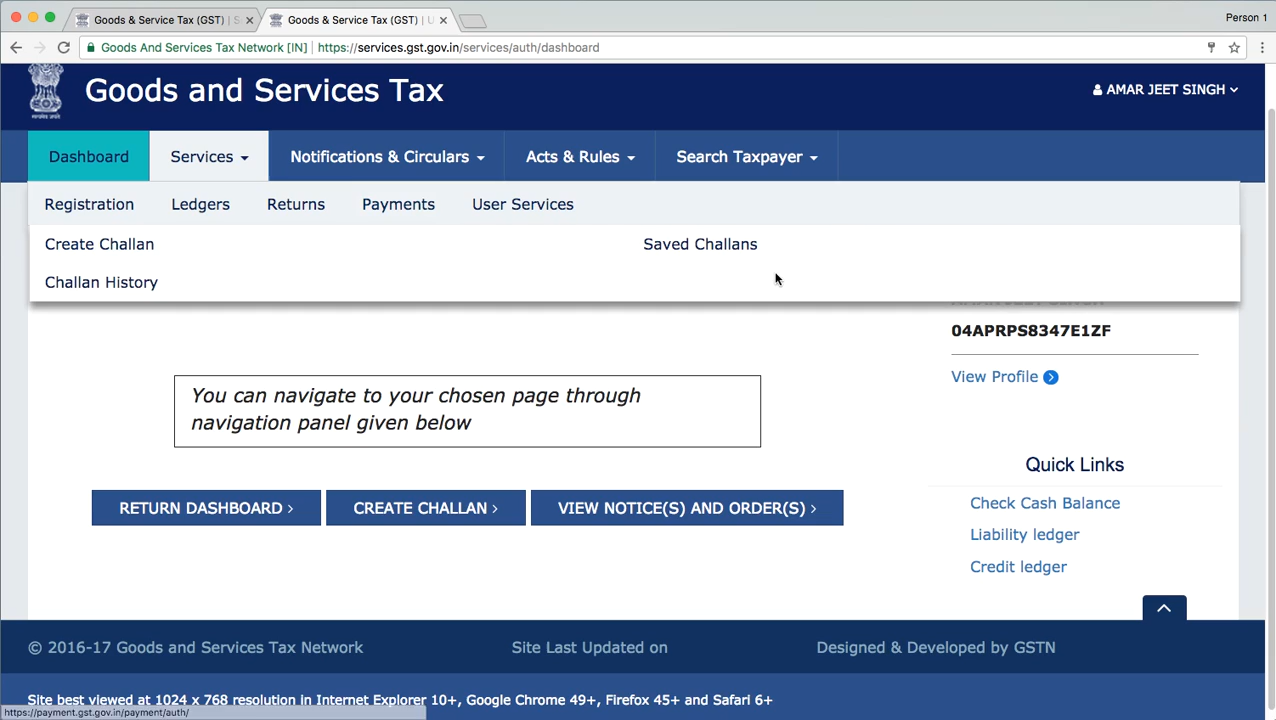 Goods & Service Tax (GST) | S
Goods & Service Tax (GST) | U
Person 1
Goods And Services Tax Network [IN] | https://services.gst.gov.in/services/auth/dashboard
Goods and Services Tax
AMAR JEET SINGH
Dashboard Services Notifications & Circulars Acts & Rules Search Taxpayer
Registration Ledgers Returns Payments User Services
Create Challan Saved Challans
Challan History
04APRPS8347E1ZF
View Profile
You can navigate to your chosen page through
navigation panel given below
Quick Links
RETURN DASHBOARD > CREATE CHALLAN > VIEW NOTICE(S) AND ORDER(S) >
Check Cash Balance
Liability ledger
Credit ledger
© 2016-17 Goods and Services Tax Network Site Last Updated on Designed & Developed by GSTN
Site best viewed at 1024 x 768 resolution in Internet Explorer 10+, Google Chrome 49+, Firefox 45+ and Safari 6+
https://payment.gst.gov.in/payment/auth/